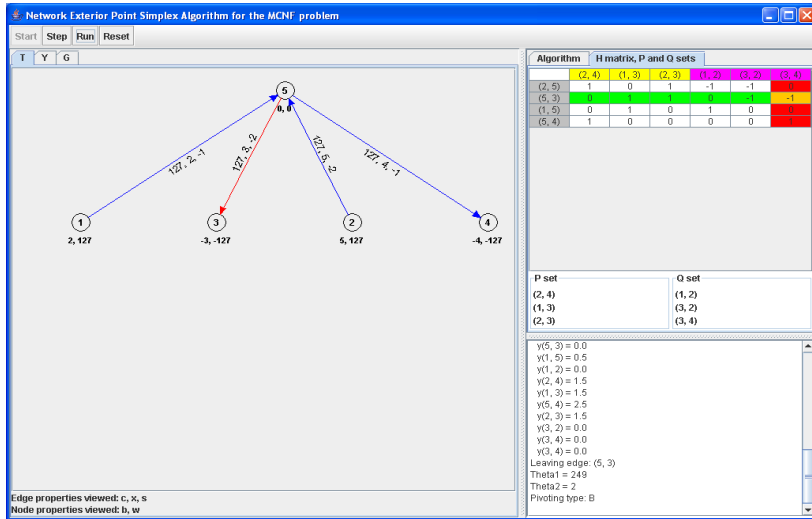 Network Exterior Point Simplex Algorithm for the MCNF problem
Start Step Run Reset
T Y G
5
0, 0
127, 2, -1
127, 3, -2
127, 5, -2
127, 4, -1
1 3 2 4
2, 127 -3, -127 5, 127 -4, -127
Edge properties viewed: c, x, s
Node properties viewed: b, w
Algorithm H matrix, P and Q sets
(2, 4) (1, 3) (2, 3) (1, 2) (3, 2) (3, 4)
(2, 5) 1 0 1 -1 -1 0
(5, 3) 0 1 1 0 -1 -1
(1, 5) 0 1 0 1 0 0
(5, 4) 1 0 0 0 0 1
P set
(2, 4)
(1, 3)
(2, 3)
Q set
(1, 2)
(3, 2)
(3, 4)
y(5, 3) = 0.0
y(1, 5) = 0.5
y(1, 2) = 0.0
y(2, 4) = 1.5
y(1, 3) = 1.5
y(5, 4) = 2.5
y(2, 3) = 1.5
y(3, 2) = 0.0
y(3, 4) = 0.0
y(3, 4) = 0.0
Leaving edge: (5, 3)
Theta1 = 249
Theta2 = 2
Pivoting type: B